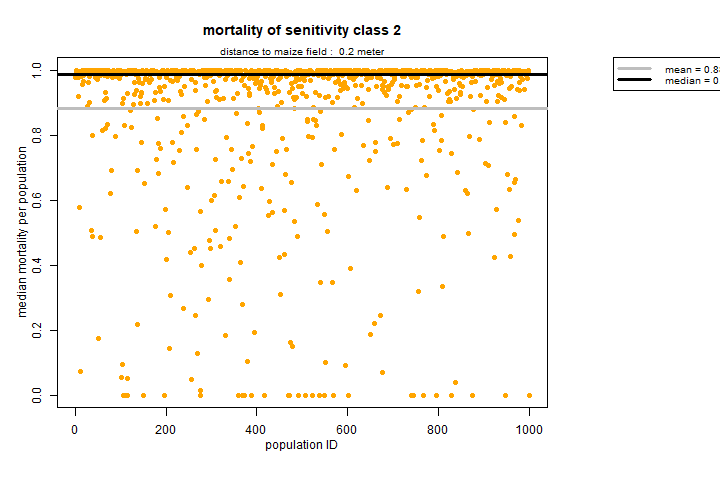 mortality of senitivity class 2
distance to maize field : 0.2 meter
mean = 0.88
median = 0
median mortality per population
1.0
0.8
0.6
0.4
0.2
0.0
0 200 400 600 800 1000
population ID